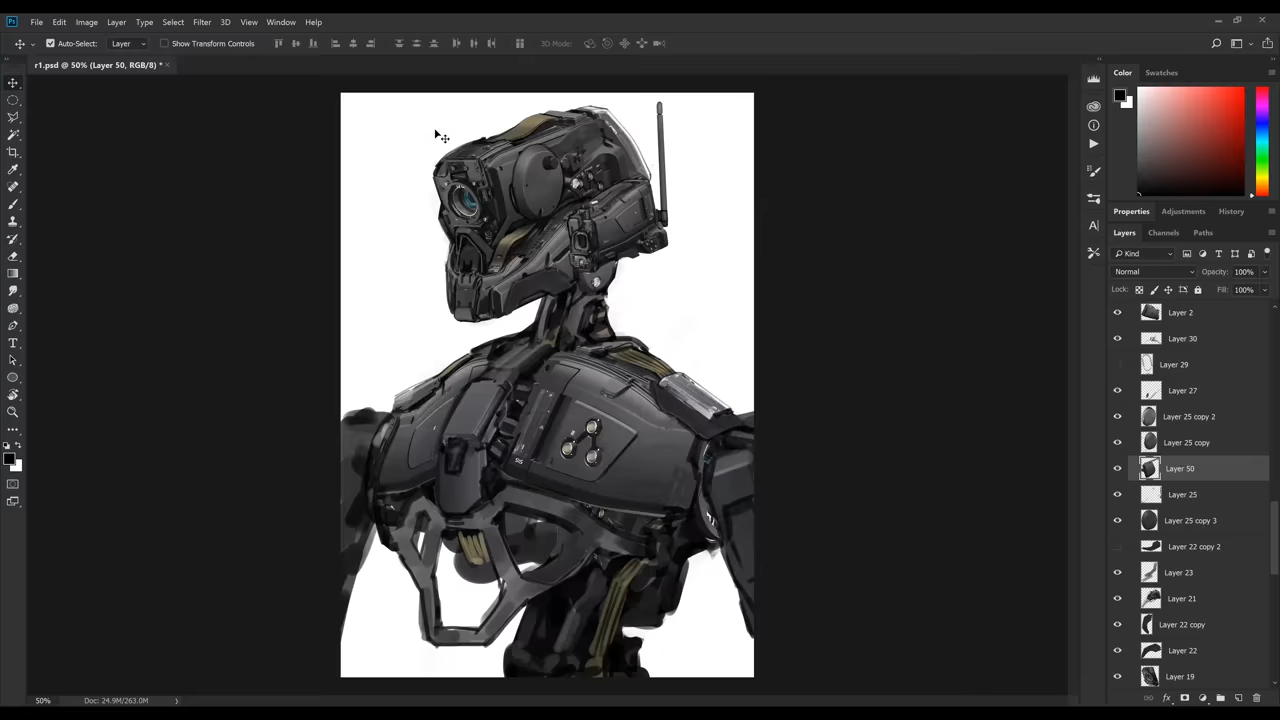 Ps File Edit Image Layer Type Select Filter 3D View Window Help
Auto-Select: Layer Show Transform Controls 3D Mode:
r1.psd @ 50% (Layer 50, RGB/8) * ×
Color Swatches
Properties Adjustments History
Layers Channels Paths
Kind
Normal Opacity: 100%
Lock: Fill: 100%
Layer 2
Layer 30
Layer 29
Layer 27
Layer 25 copy 2
Layer 25 copy
Layer 50
Layer 25
Layer 25 copy 3
Layer 22 copy 2
Layer 23
Layer 21
Layer 22 copy
Layer 22
Layer 19
50% Doc: 24.9M/263.0M
fx